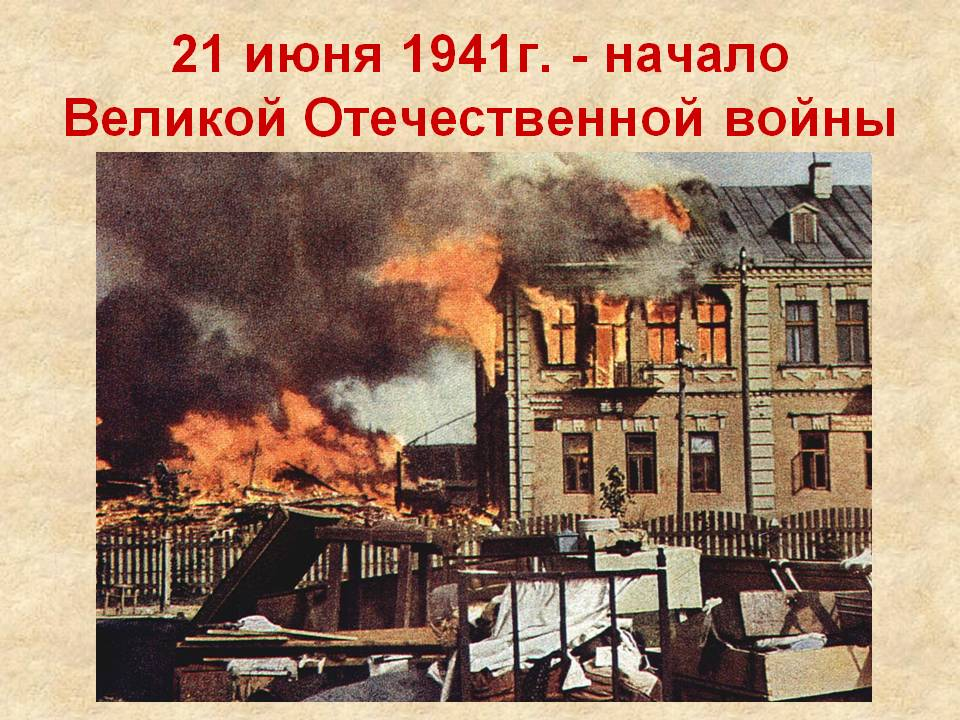 21 июня 1941г. - начало
Великой Отечественной войны